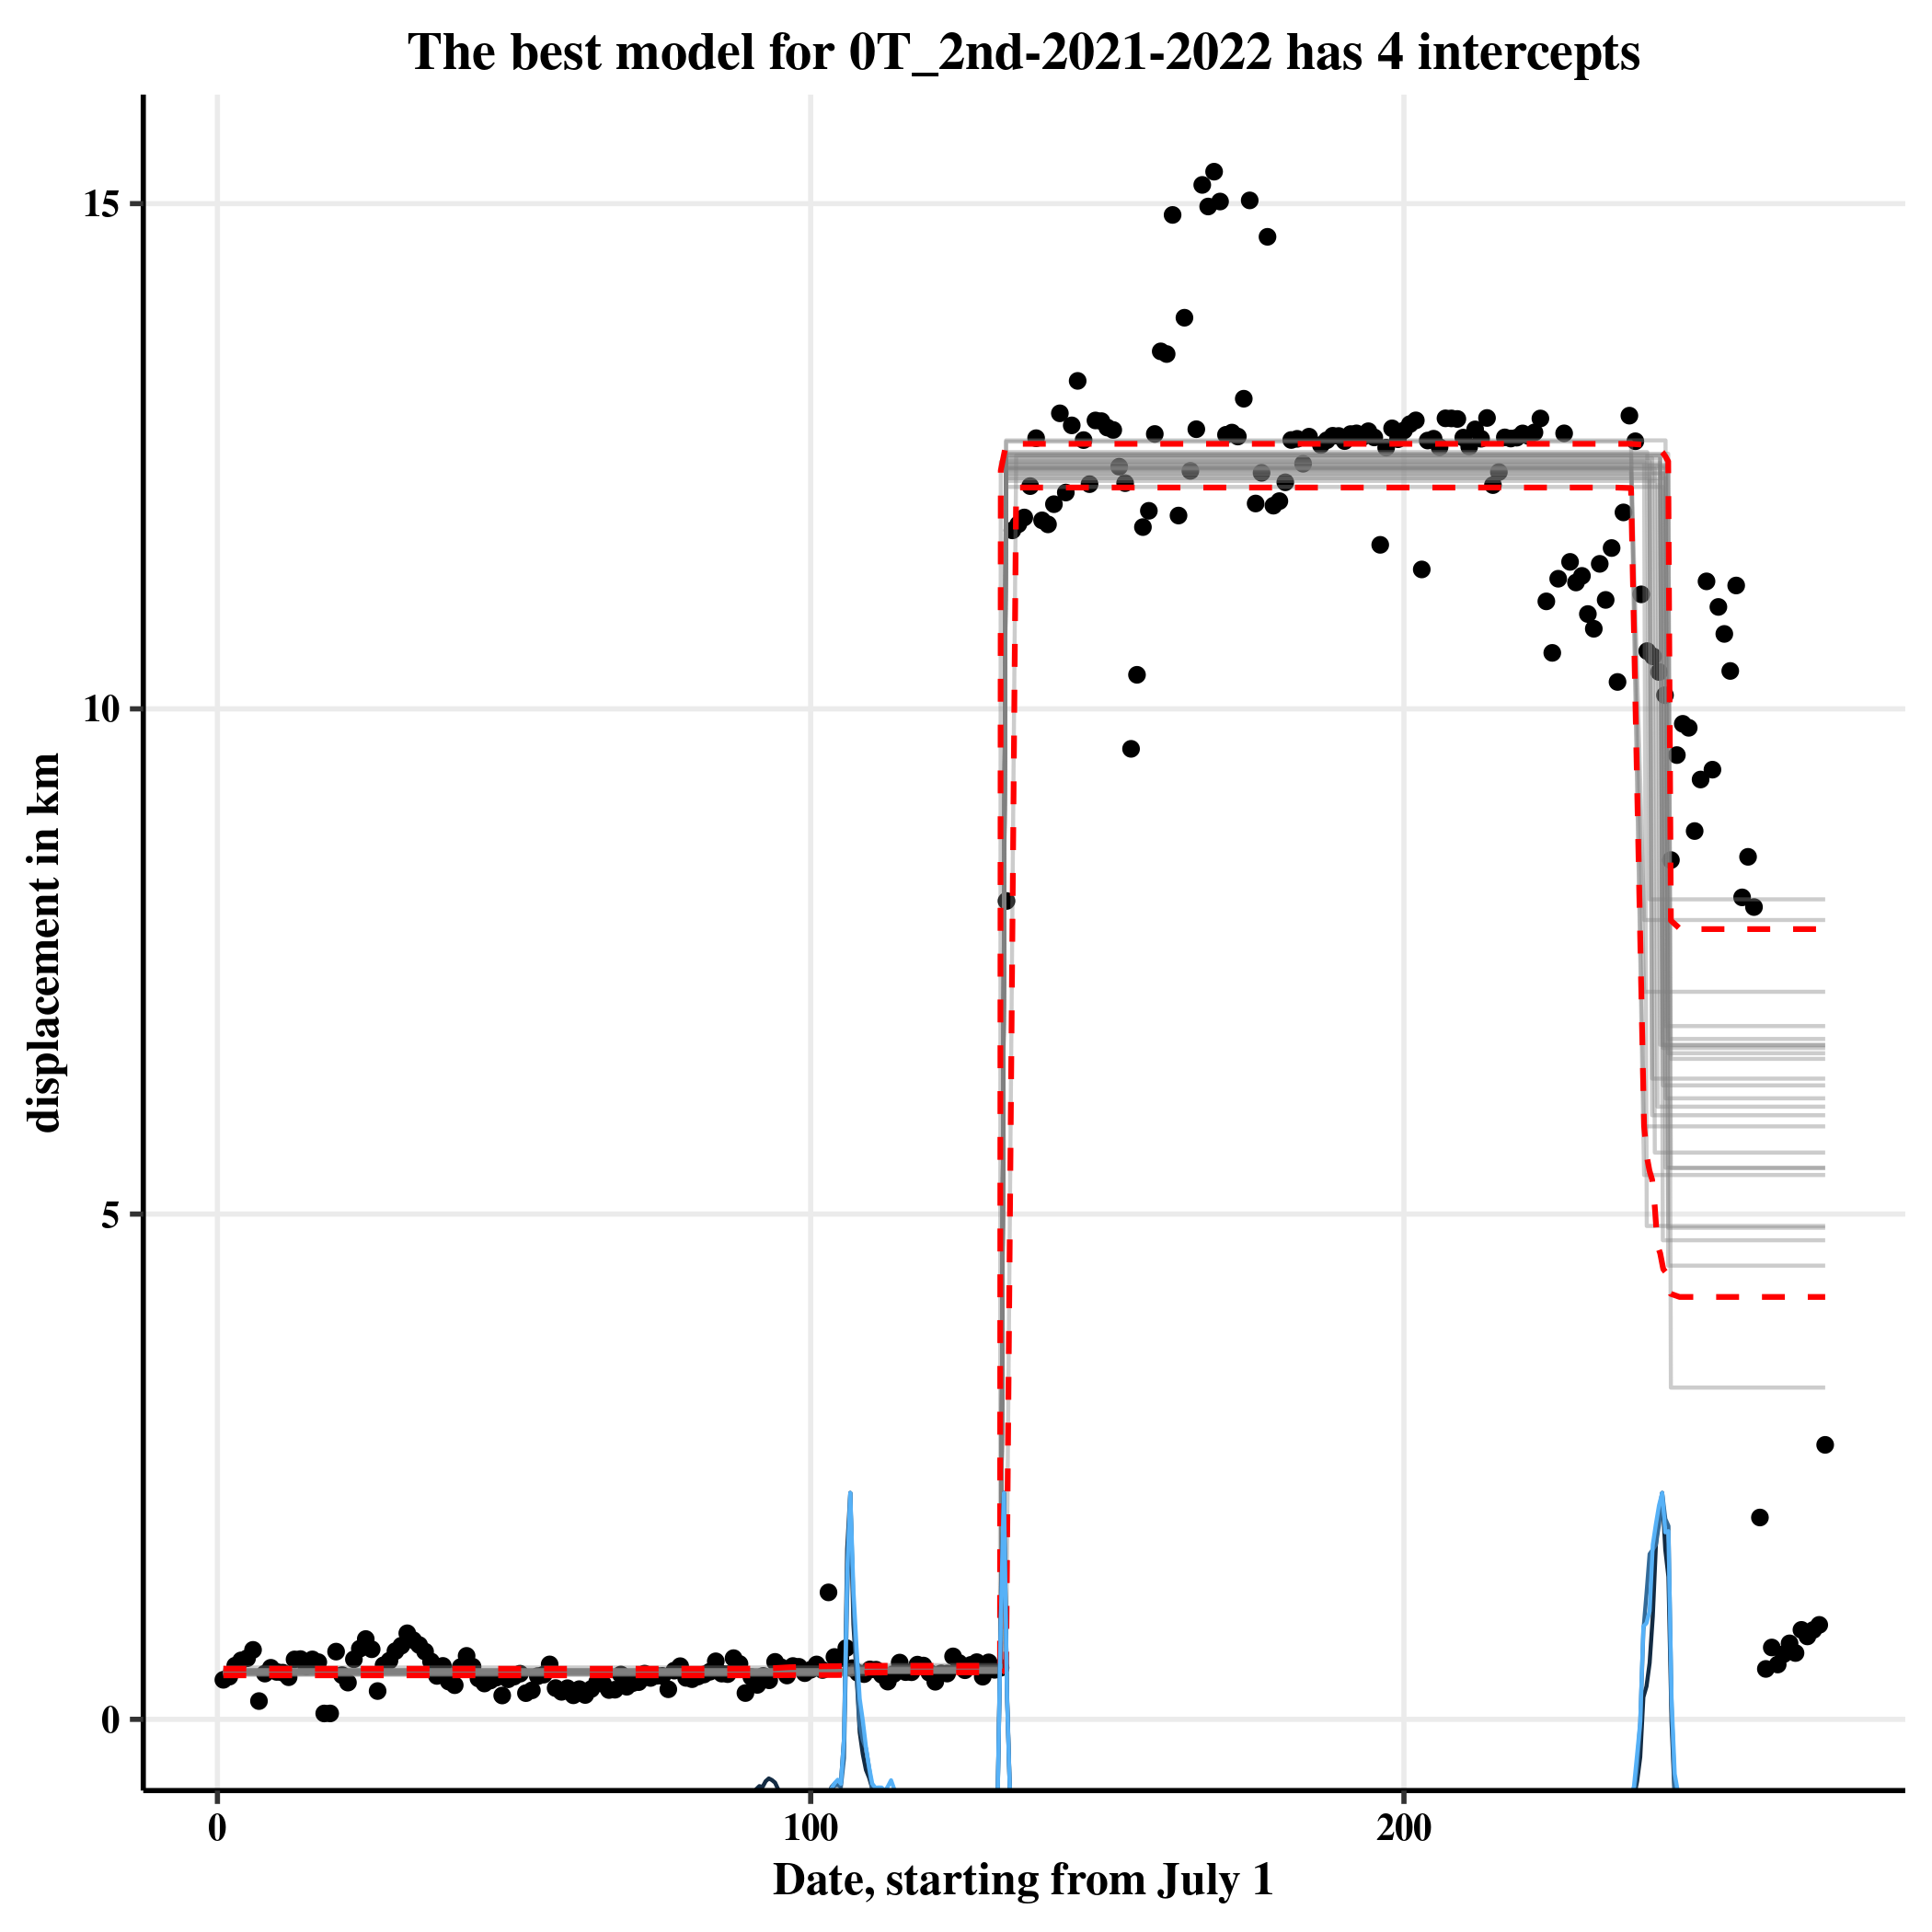 The best model for 0T_2nd-2021-2022 has 4 intercepts
15
10
5
0
displacement in km
0 100 200
Date, starting from July 1